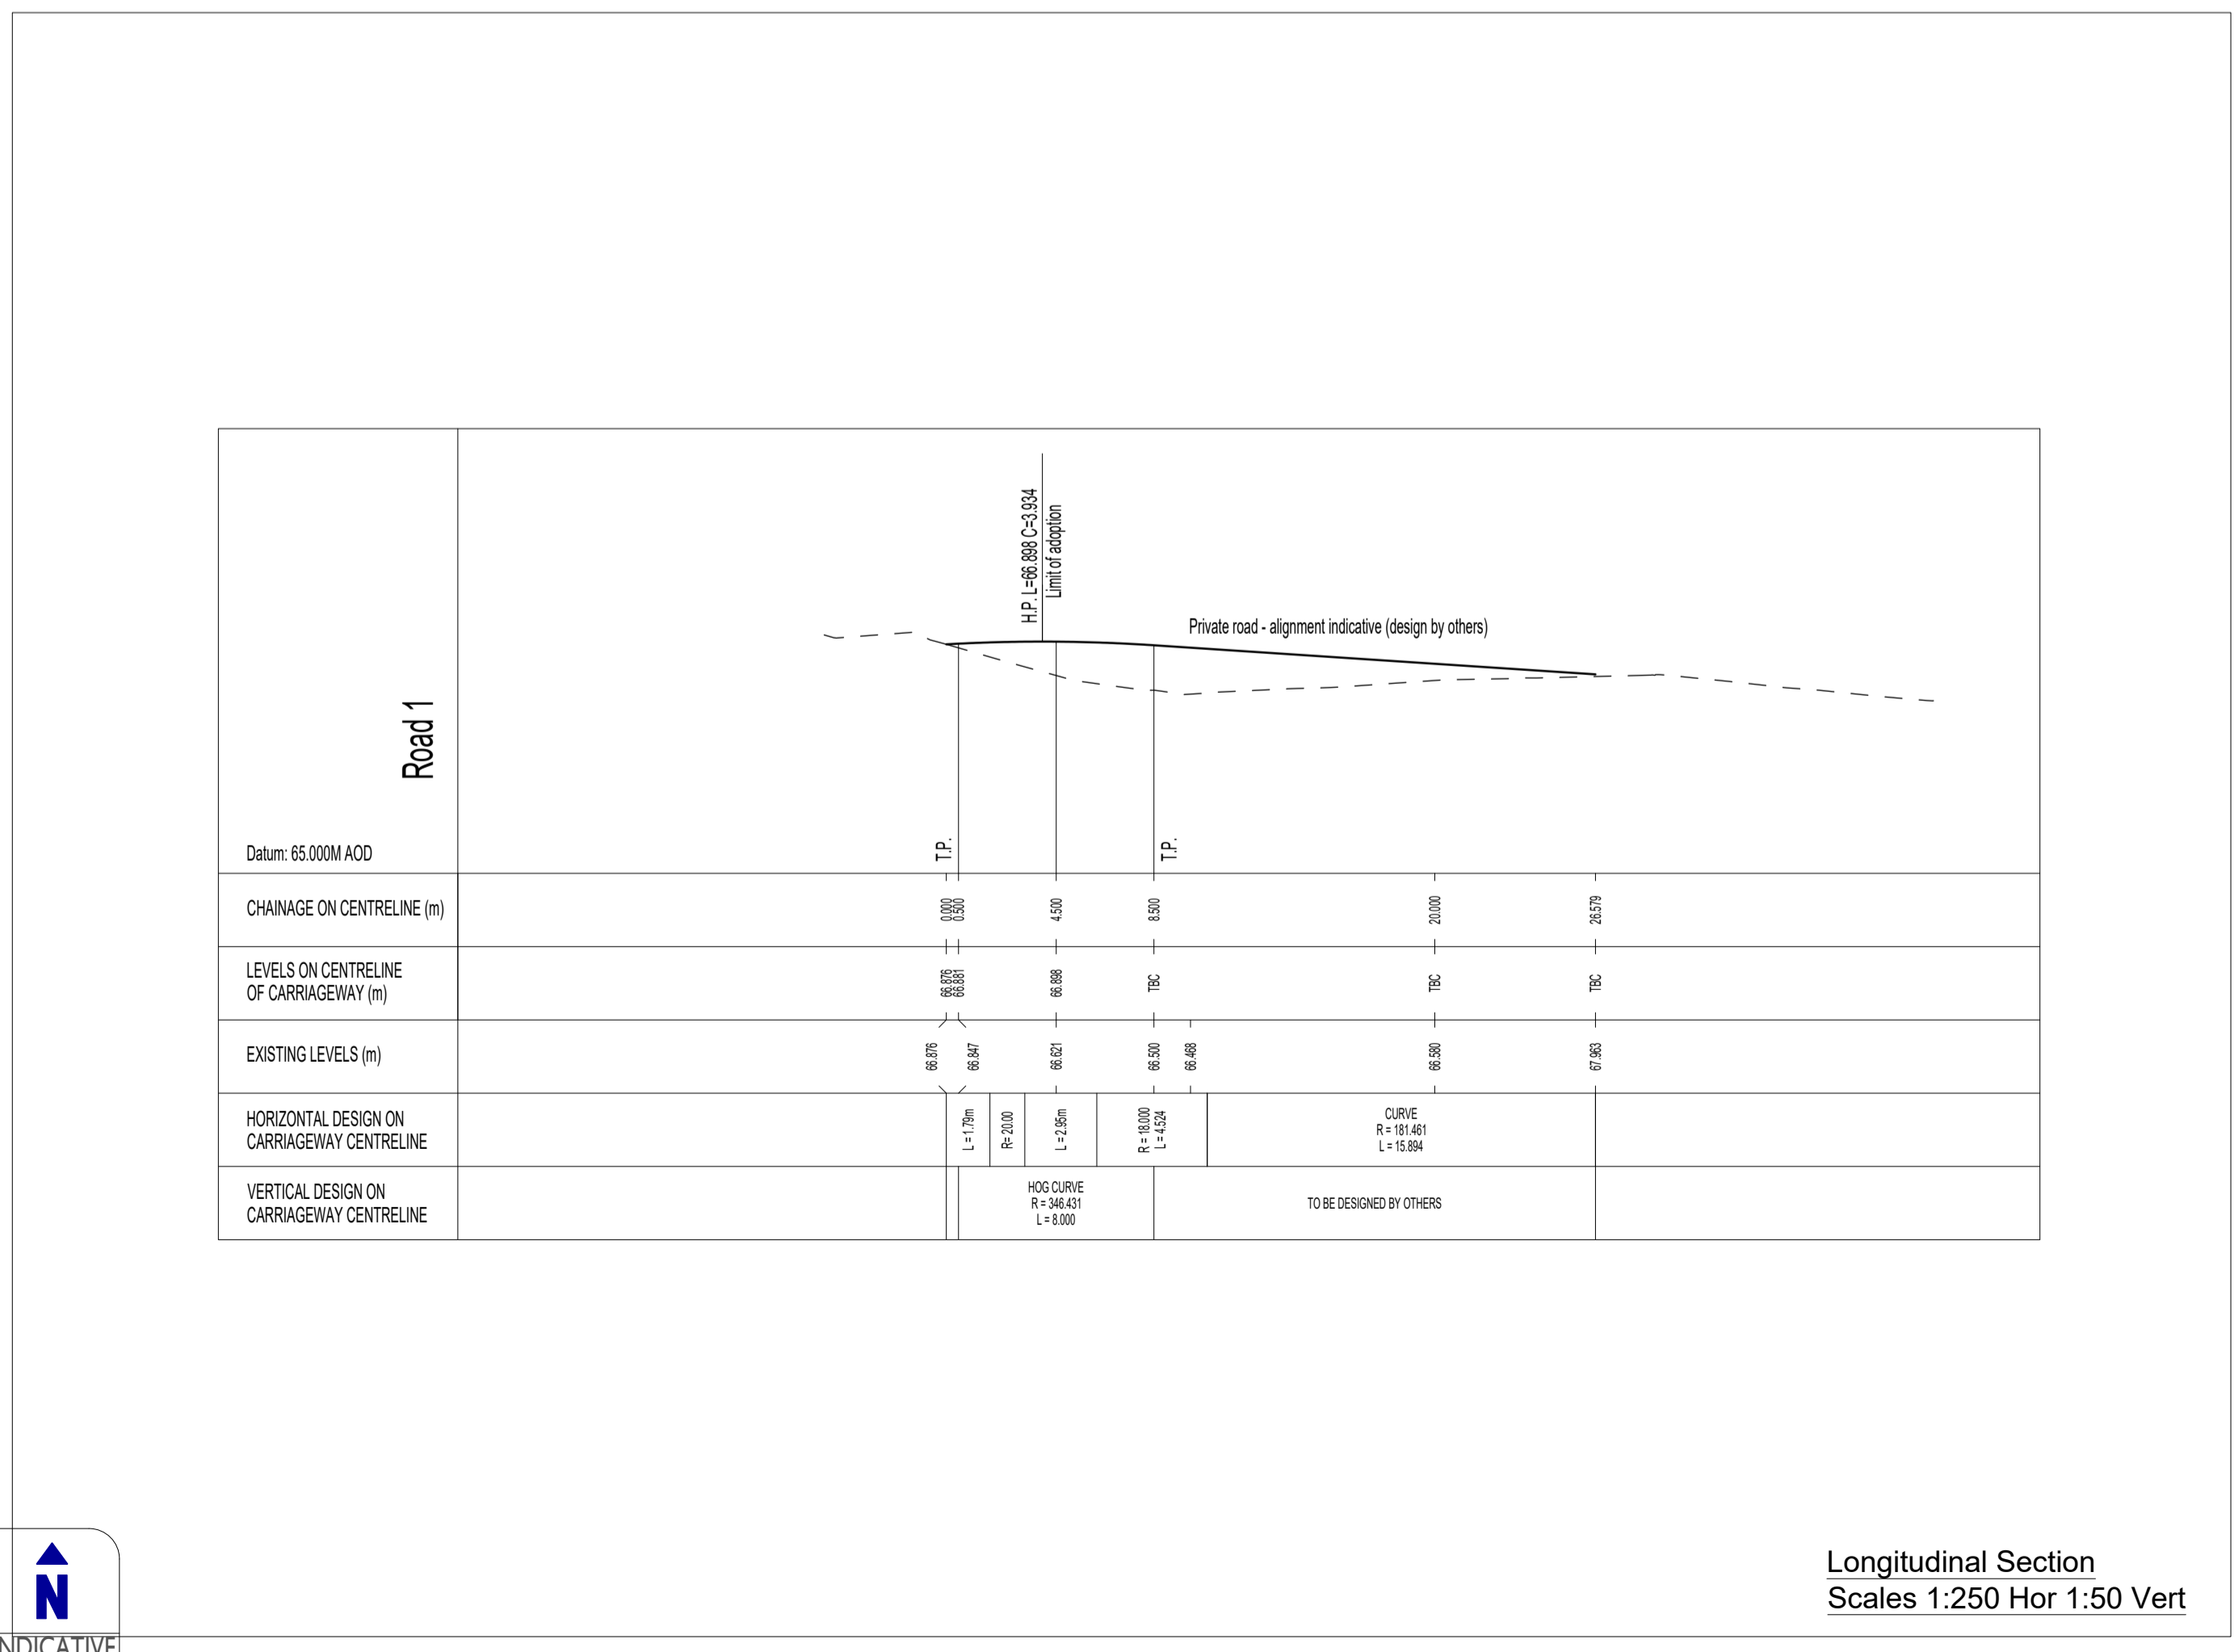 H.P. L=66.898 C=3.934
Limit of adoption
Private road - alignment indicative (design by others)
Road 1
T.P.
T.P.
Datum: 65.000M AOD
CHAINAGE ON CENTRELINE (m)
0.000
0.500
4.500
8.500
20.000
26.579
LEVELS ON CENTRELINE
OF CARRIAGEWAY (m)
66.876
66.881
66.898
TBC
TBC
TBC
EXISTING LEVELS (m)
66.876
66.847
66.621
66.500
66.468
66.580
67.963
HORIZONTAL DESIGN ON
CARRIAGEWAY CENTRELINE
L = 1.79m
R= 20.00
L = 2.95m
R = 18.000
L = 4.524
CURVE
R = 181.461
L = 15.894
VERTICAL DESIGN ON
CARRIAGEWAY CENTRELINE
HOG CURVE
R = 346.431
L = 8.000
TO BE DESIGNED BY OTHERS
N
NDICATIVE
Longitudinal Section
Scales 1:250 Hor 1:50 Vert